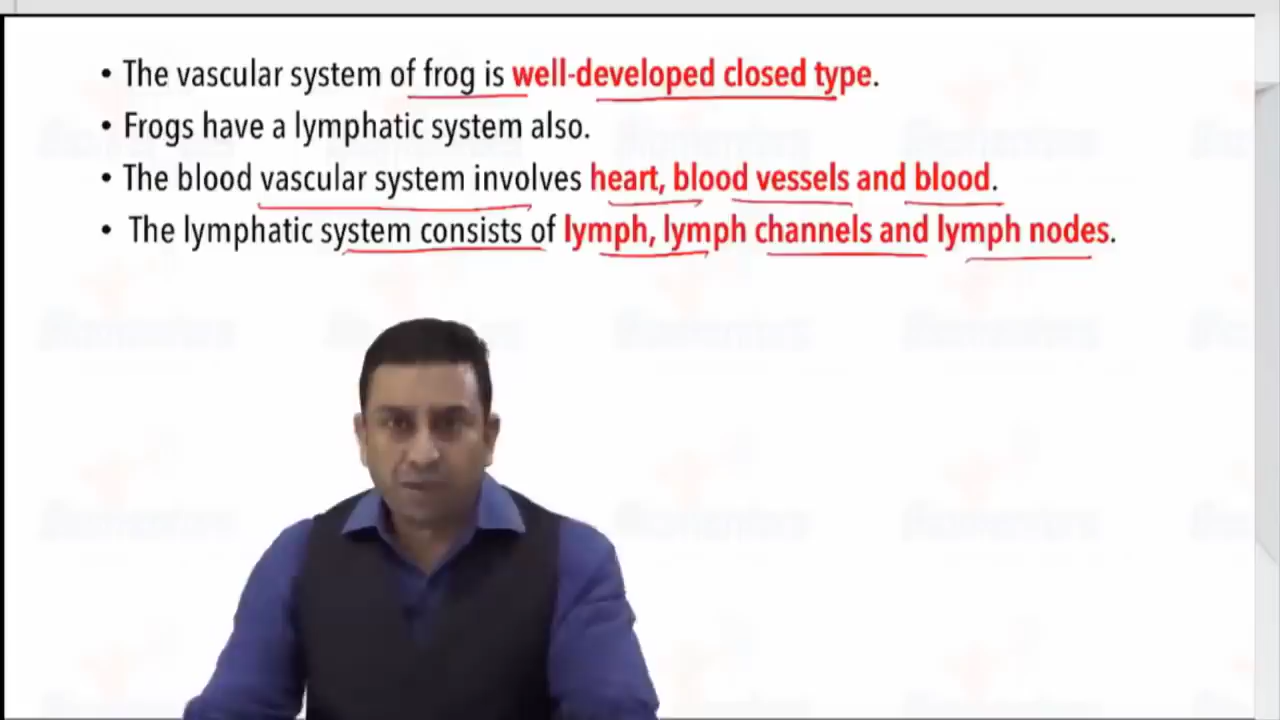 • The vascular system of frog is well-developed closed type.
• Frogs have a lymphatic system also.
• The blood vascular system involves heart, blood vessels and blood.
• The lymphatic system consists of lymph, lymph channels and lymph nodes.